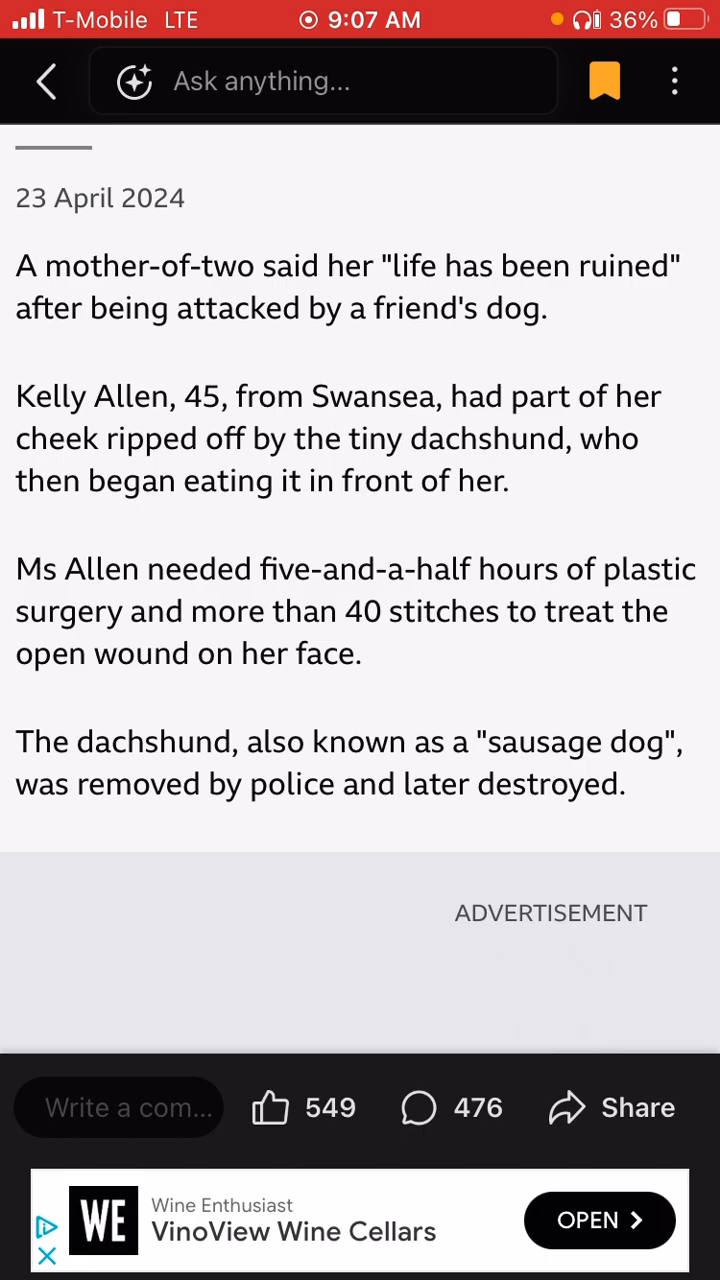 T-Mobile LTE 9:07 AM 36%
Ask anything...
23 April 2024
A mother-of-two said her "life has been ruined"
after being attacked by a friend's dog.
Kelly Allen, 45, from Swansea, had part of her
cheek ripped off by the tiny dachshund, who
then began eating it in front of her.
Ms Allen needed five-and-a-half hours of plastic
surgery and more than 40 stitches to treat the
open wound on her face.
The dachshund, also known as a "sausage dog",
was removed by police and later destroyed.
ADVERTISEMENT
Write a com... 549 476 Share
WE
Wine Enthusiast
VinoView Wine Cellars
OPEN